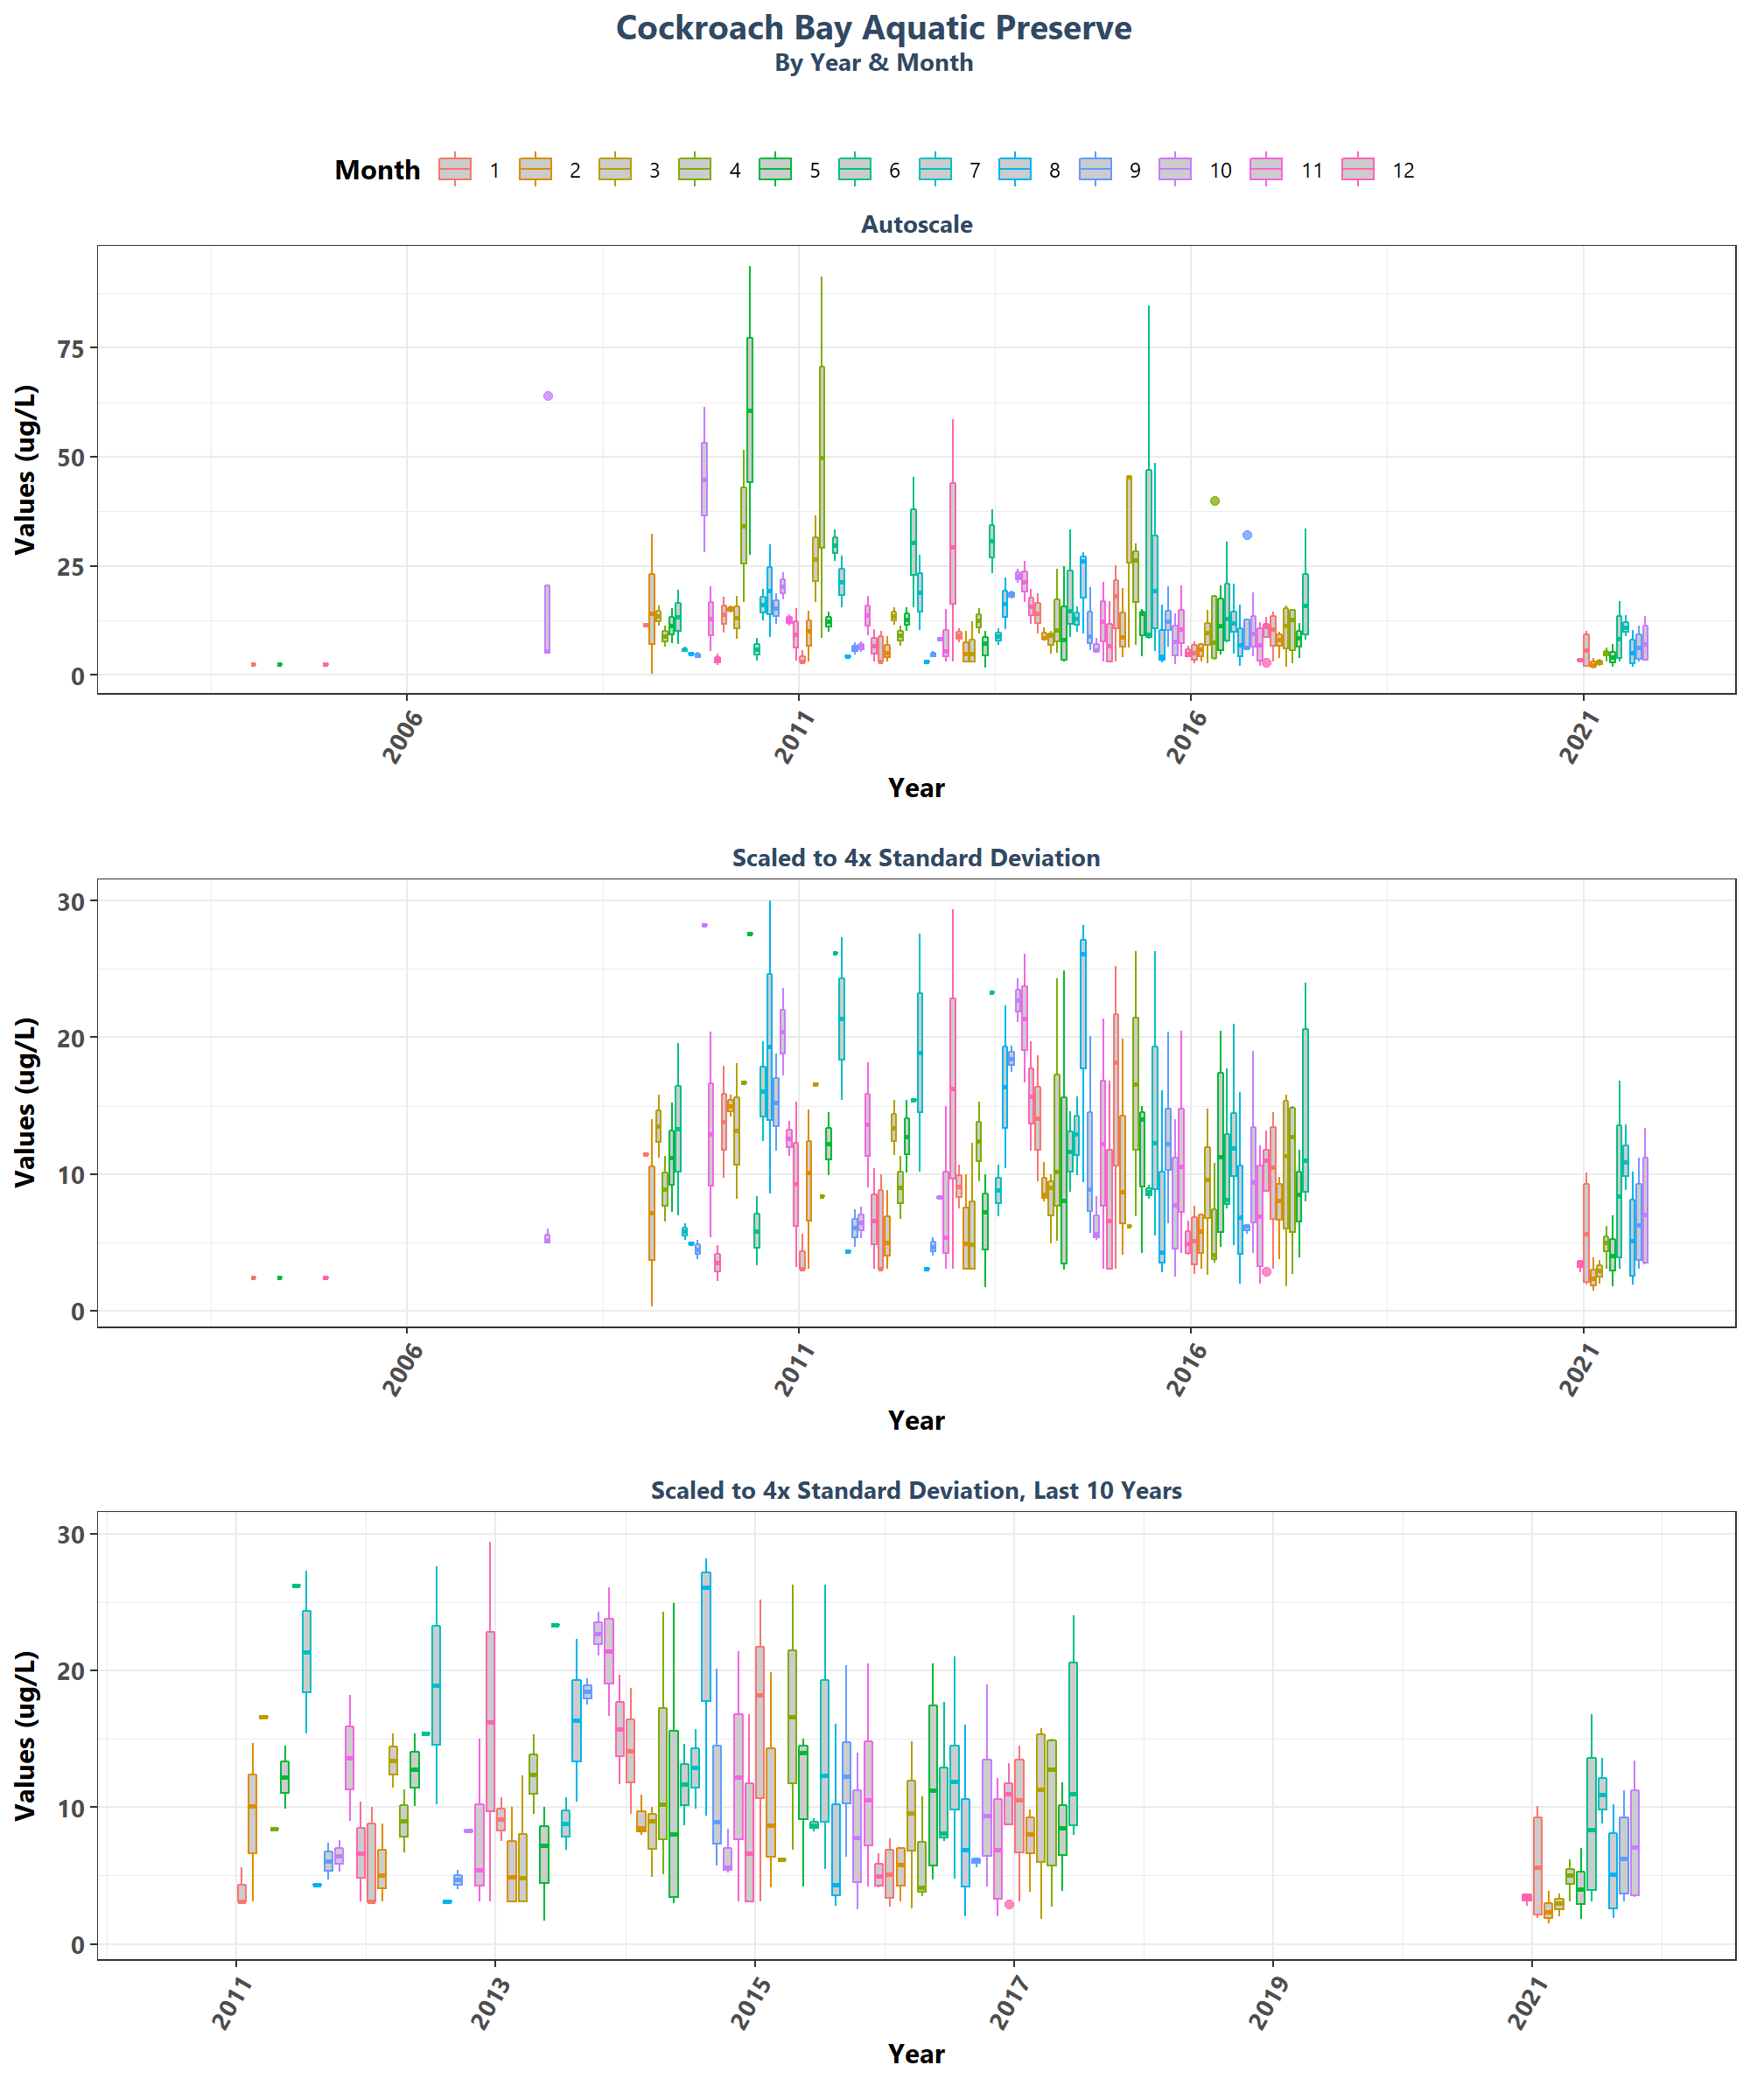 Cockroach Bay Aquatic Preserve
By Year & Month
Month 1 2 3 4 5 6 7 8 9 10 11 12
Autoscale
Values (ug/L)
75
50
25
0
2006 2011 2016 2021
Year
Scaled to 4x Standard Deviation
Values (ug/L)
30
20
10
0
2006 2011 2016 2021
Year
Scaled to 4x Standard Deviation, Last 10 Years
Values (ug/L)
30
20
10
0
2011 2013 2015 2017 2019 2021
Year